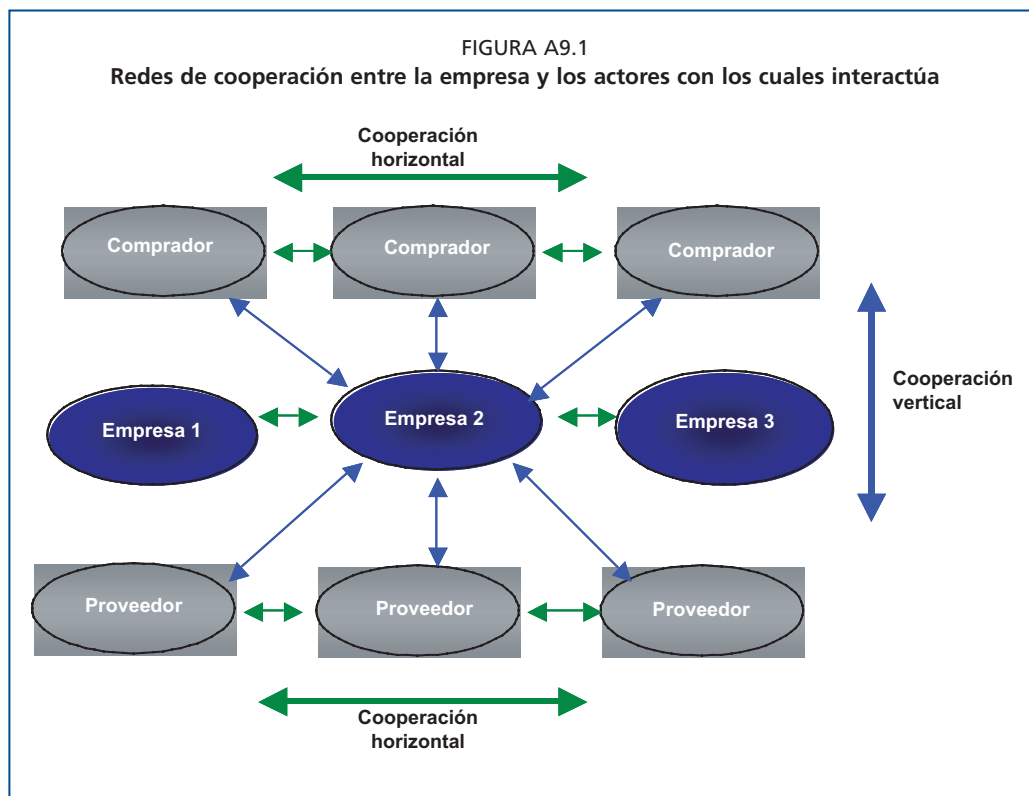 FIGURA A9.1
Redes de cooperación entre la empresa y los actores con los cuales interactúa
Cooperación
horizontal
Comprador
Comprador
Comprador
Cooperación
vertical
Empresa 1
Empresa 2
Empresa 3
Proveedor
Proveedor
Proveedor
Cooperación
horizontal